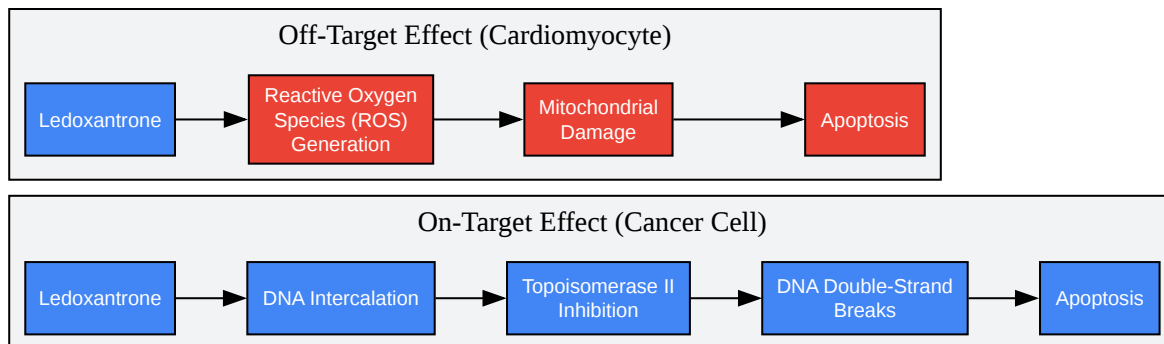 Off-Target Effect (Cardiomyocyte)
Ledoxantrone
Reactive Oxygen
Species (ROS)
Generation
Mitochondrial
Damage
Apoptosis
On-Target Effect (Cancer Cell)
Ledoxantrone
DNA Intercalation
Topoisomerase II
Inhibition
DNA Double-Strand
Breaks
Apoptosis